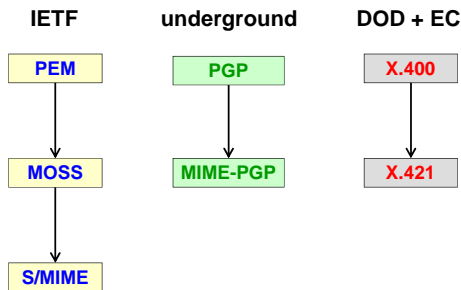 IETF underground DOD + EC
PEM PGP X.400
MOSS MIME-PGP X.421
S/MIME